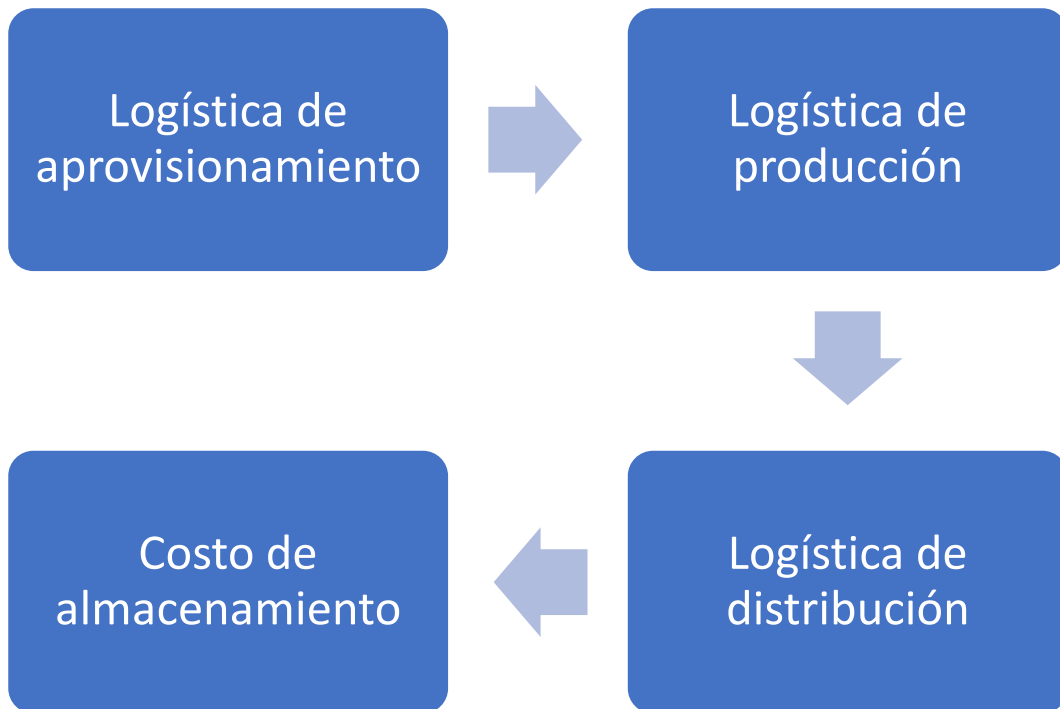 Logística de
aprovisionamiento
Logística de
producción
Logística de
distribución
Costo de
almacenamiento